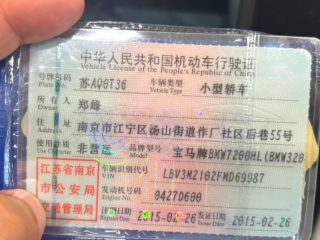 中华人民共和国机动车行驶证
Vehicle License of the People's Republic of China
号牌号码 苏AQ0T36 车辆类型 小型轿车
Plate No. Vehicle Type
所有人 郑峰
Owner
住址 南京市江宁区汤山街道作厂社区后巷55号
Address
使用性质 非营运 品牌型号 宝马牌BMW7200HL(BMW320
Use Character
江苏省南京
市公安局
交通管理局
车辆识别代号 LBV3M2102FMD69987
VIN
发动机号码 0427D600
Engine No.
注册日期 2015-02-26 发证日期 2015-02-26
Register Date Issue Date